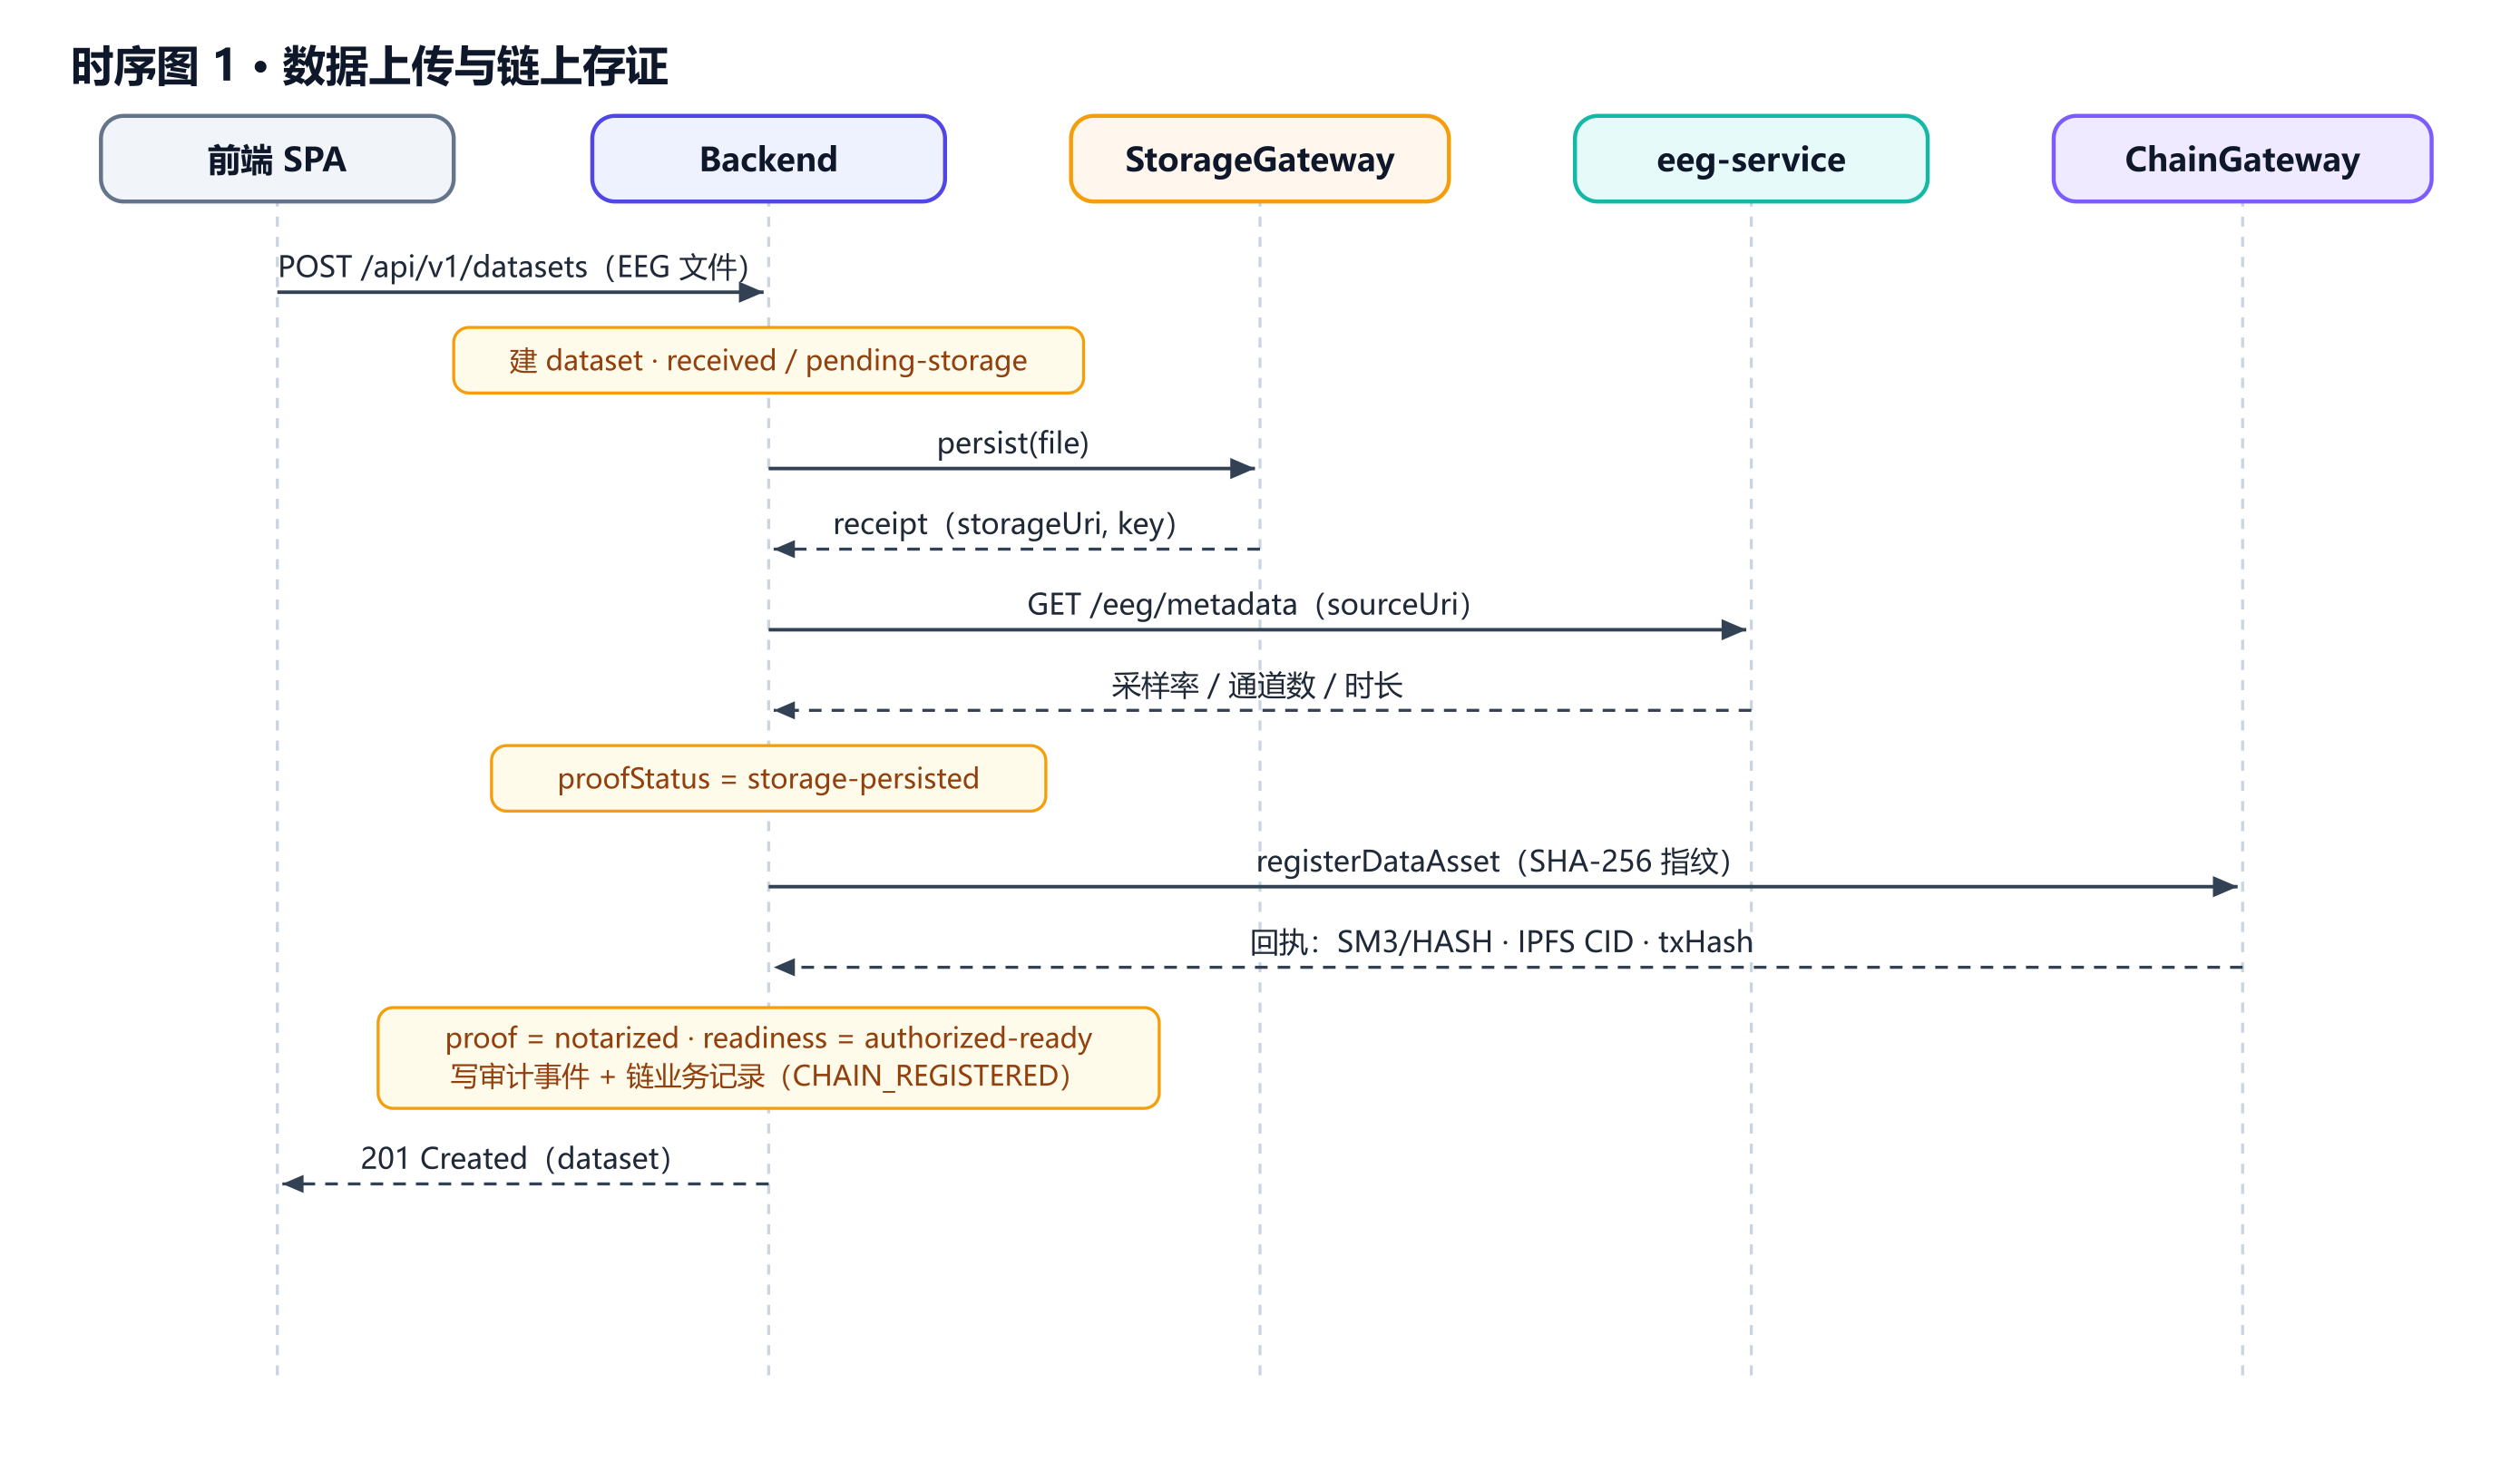 时序图 1 · 数据上传与链上存证
前端 SPA
Backend
StorageGateway
eeg-service
ChainGateway
POST /api/v1/datasets（EEG 文件）
建 dataset · received / pending-storage
persist(file)
receipt（storageUri, key）
GET /eeg/metadata（sourceUri）
采样率 / 通道数 / 时长
proofStatus = storage-persisted
registerDataAsset（SHA-256 指纹）
回执：SM3/HASH · IPFS CID · txHash
proof = notarized · readiness = authorized-ready
写审计事件 + 链业务记录（CHAIN_REGISTERED）
201 Created（dataset）